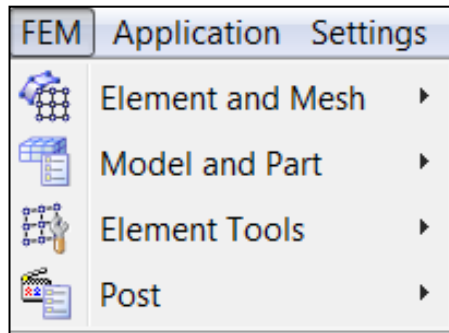 FEM Application Settings
Element and Mesh
Model and Part
Element Tools
Post